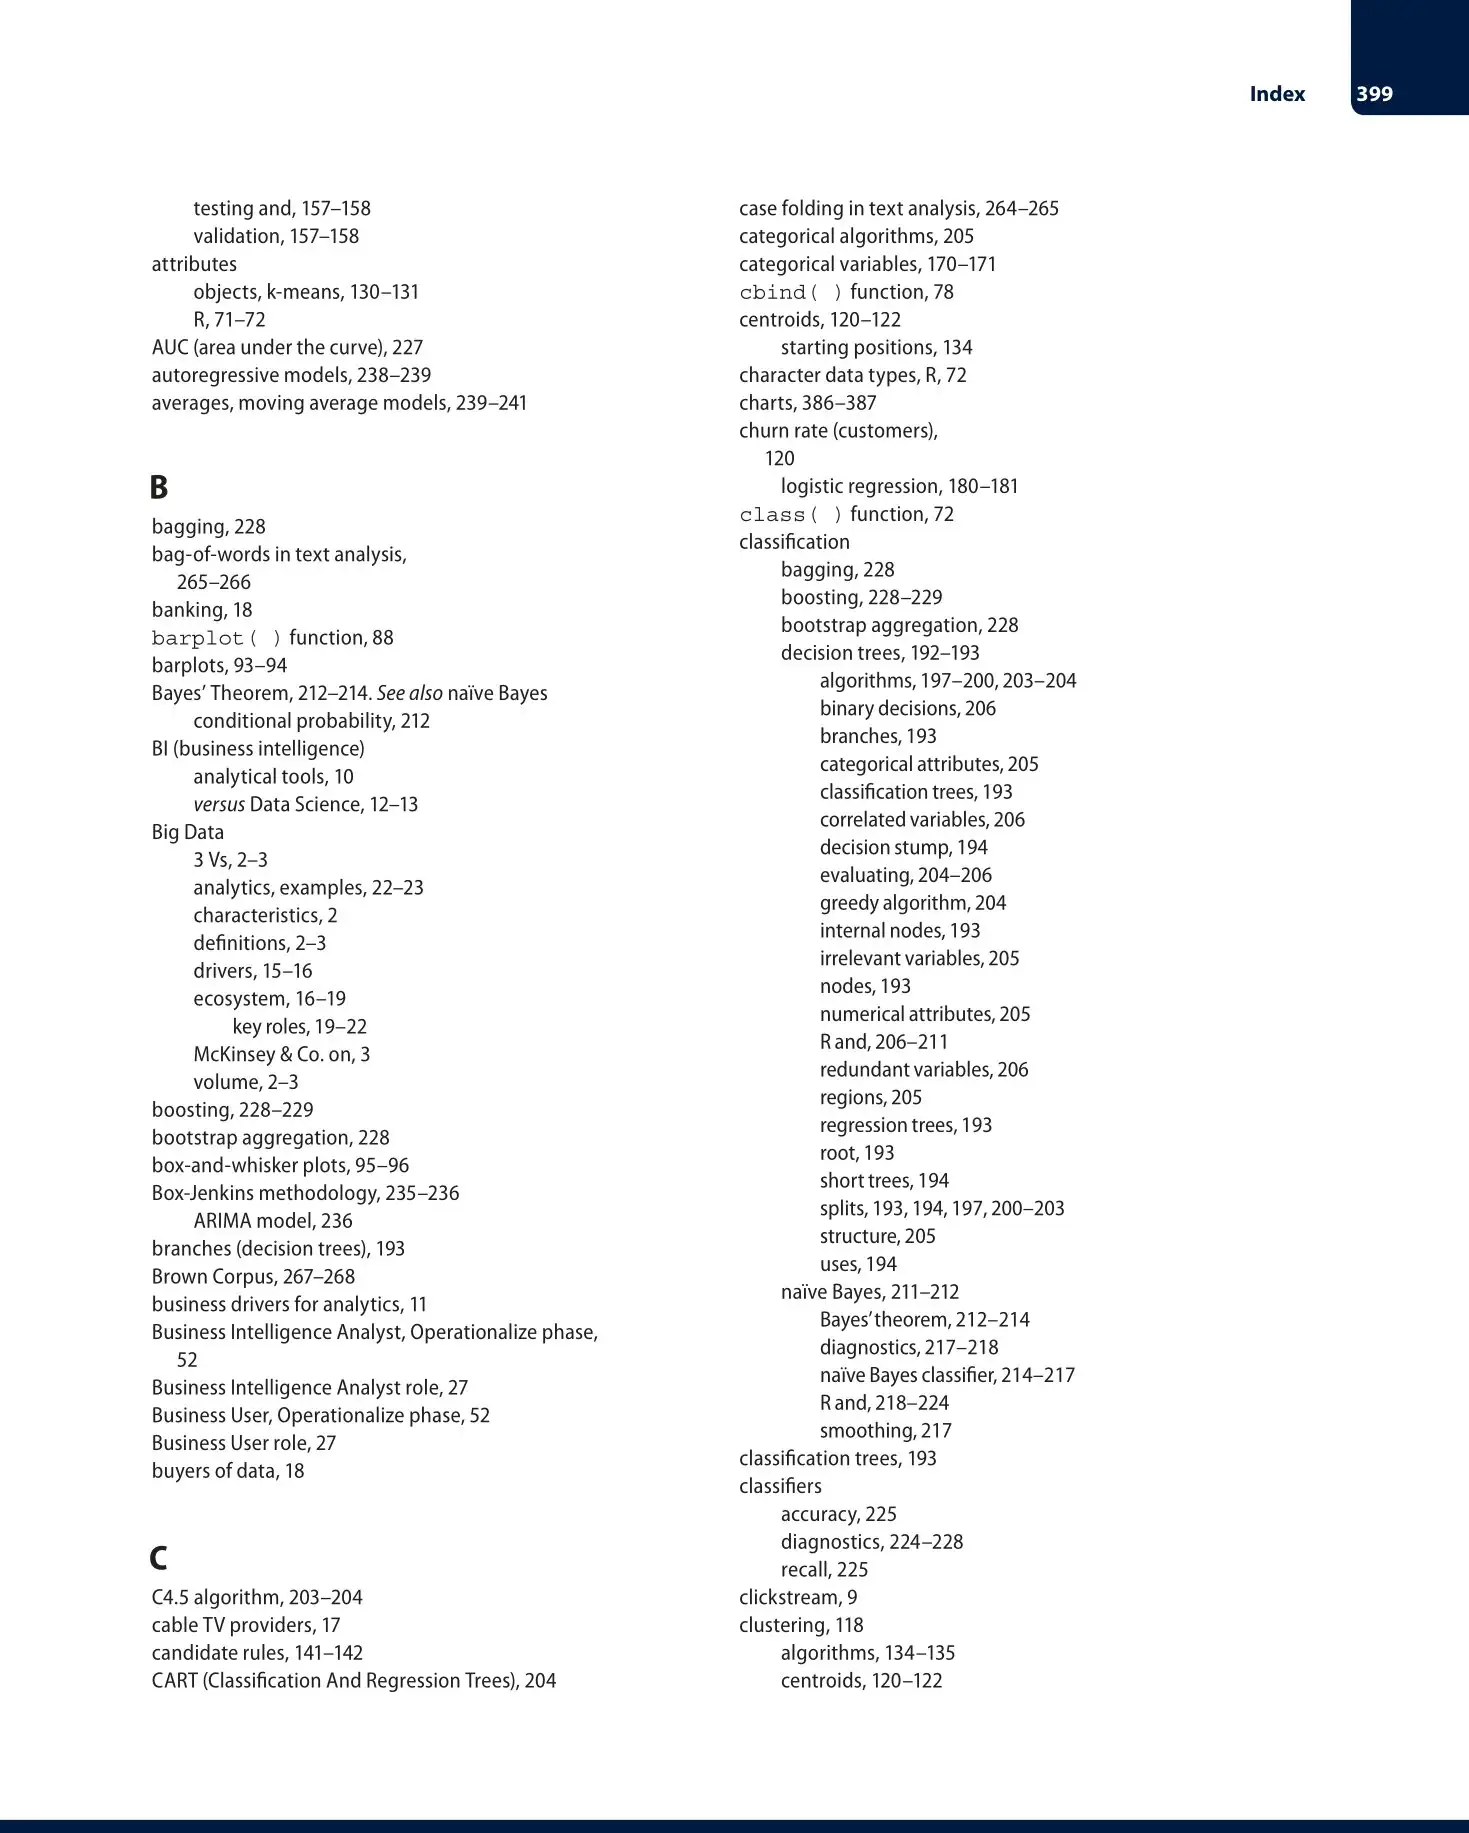 Index 399
testing and, 157–158
validation, 157–158
attributes
objects, k-means, 130–131
R, 71–72
AUC (area under the curve), 227
autoregressive models, 238–239
averages, moving average models, 239–241
B
bagging, 228
bag-of-words in text analysis,
265–266
banking, 18
barplot( ) function, 88
barplots, 93–94
Bayes’ Theorem, 212–214. See also naïve Bayes
conditional probability, 212
BI (business intelligence)
analytical tools, 10
versus Data Science, 12–13
Big Data
3 Vs, 2–3
analytics, examples, 22–23
characteristics, 2
definitions, 2–3
drivers, 15–16
ecosystem, 16–19
key roles, 19–22
McKinsey & Co. on, 3
volume, 2–3
boosting, 228–229
bootstrap aggregation, 228
box-and-whisker plots, 95–96
Box-Jenkins methodology, 235–236
ARIMA model, 236
branches (decision trees), 193
Brown Corpus, 267–268
business drivers for analytics, 11
Business Intelligence Analyst, Operationalize phase,
52
Business Intelligence Analyst role, 27
Business User, Operationalize phase, 52
Business User role, 27
buyers of data, 18
C
C4.5 algorithm, 203–204
cable TV providers, 17
candidate rules, 141–142
CART (Classification And Regression Trees), 204
case folding in text analysis, 264–265
categorical algorithms, 205
categorical variables, 170–171
cbind( ) function, 78
centroids, 120–122
starting positions, 134
character data types, R, 72
charts, 386–387
churn rate (customers),
120
logistic regression, 180–181
class( ) function, 72
classification
bagging, 228
boosting, 228–229
bootstrap aggregation, 228
decision trees, 192–193
algorithms, 197–200, 203–204
binary decisions, 206
branches, 193
categorical attributes, 205
classification trees, 193
correlated variables, 206
decision stump, 194
evaluating, 204–206
greedy algorithm, 204
internal nodes, 193
irrelevant variables, 205
nodes, 193
numerical attributes, 205
R and, 206–211
redundant variables, 206
regions, 205
regression trees, 193
root, 193
short trees, 194
splits, 193, 194, 197, 200–203
structure, 205
uses, 194
naïve Bayes, 211–212
Bayes’ theorem, 212–214
diagnostics, 217–218
naïve Bayes classifier, 214–217
R and, 218–224
smoothing, 217
classification trees, 193
classifiers
accuracy, 225
diagnostics, 224–228
recall, 225
clickstream, 9
clustering, 118
algorithms, 134–135
centroids, 120–122